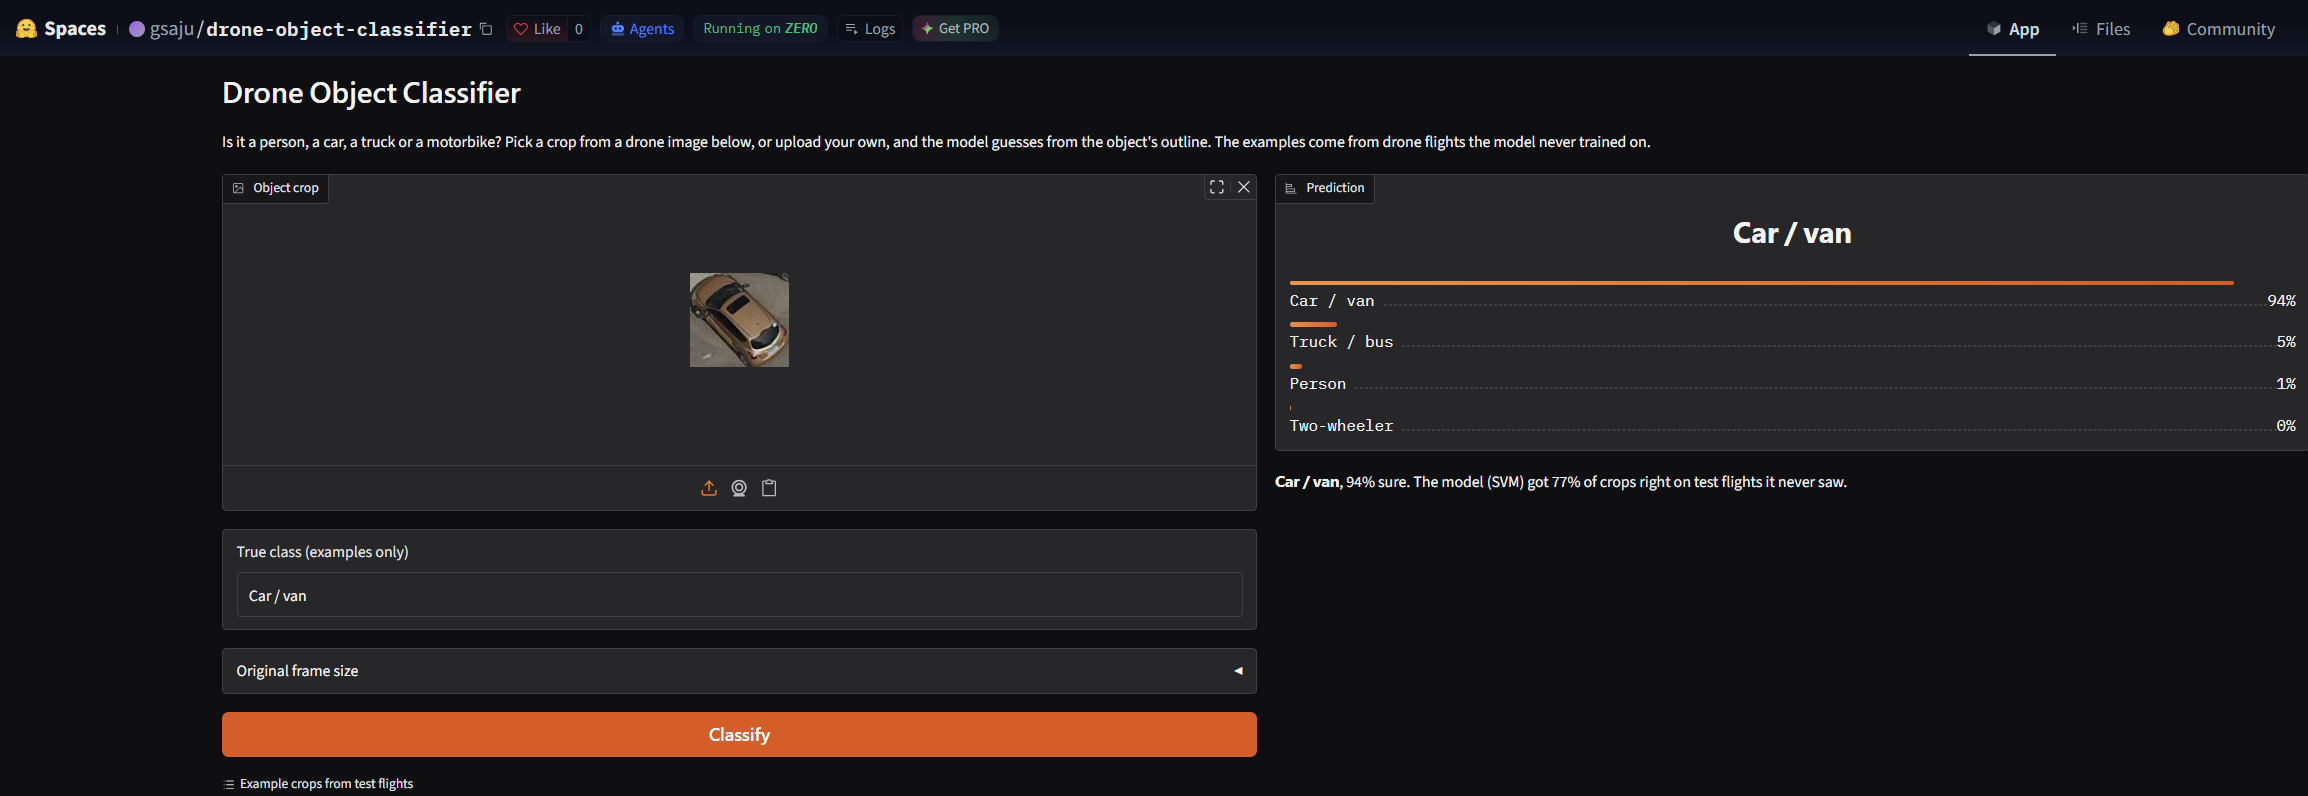 Spaces gsaju/drone-object-classifier Like 0 Agents Running on ZERO Logs Get PRO App Files Community
Drone Object Classifier
Is it a person, a car, a truck or a motorbike? Pick a crop from a drone image below, or upload your own, and the model guesses from the object's outline. The examples come from drone flights the model never trained on.
Object crop
Prediction
Car / van
Car / van 94%
Truck / bus 5%
Person 1%
Two-wheeler 0%
Car / van, 94% sure. The model (SVM) got 77% of crops right on test flights it never saw.
True class (examples only)
Car / van
Original frame size
Classify
Example crops from test flights